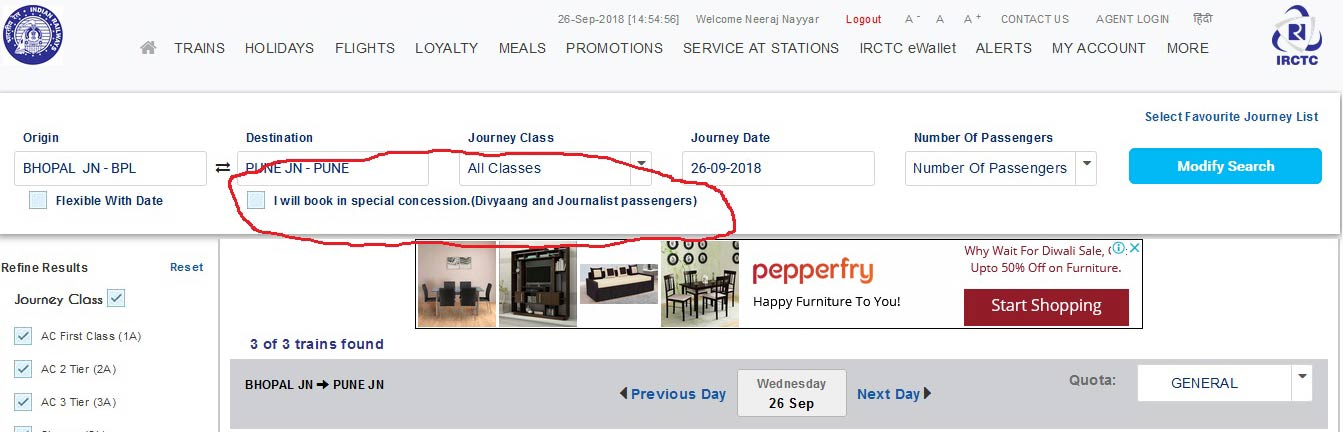 26-Sep-2018 [14:54:56] Welcome Neeraj Nayyar Logout A - A A + CONTACT US AGENT LOGIN हिंदी
TRAINS HOLIDAYS FLIGHTS LOYALTY MEALS PROMOTIONS SERVICE AT STATIONS IRCTC eWallet ALERTS MY ACCOUNT MORE
IRCTC
Select Favourite Journey List
Origin Destination Journey Class Journey Date Number Of Passengers
BHOPAL JN - BPL PUNE JN - PUNE All Classes 26-09-2018 Number Of Passengers Modify Search
Flexible With Date I will book in special concession.(Divyaang and Journalist passengers)
Refine Results Reset
Journey Class
AC First Class (1A)
AC 2 Tier (2A)
AC 3 Tier (3A)
pepperfry
Happy Furniture To You!
Why Wait For Diwali Sale,
Upto 50% Off on Furniture.
Start Shopping
3 of 3 trains found
BHOPAL JN ➔ PUNE JN Previous Day Wednesday 26 Sep Next Day Quota: GENERAL